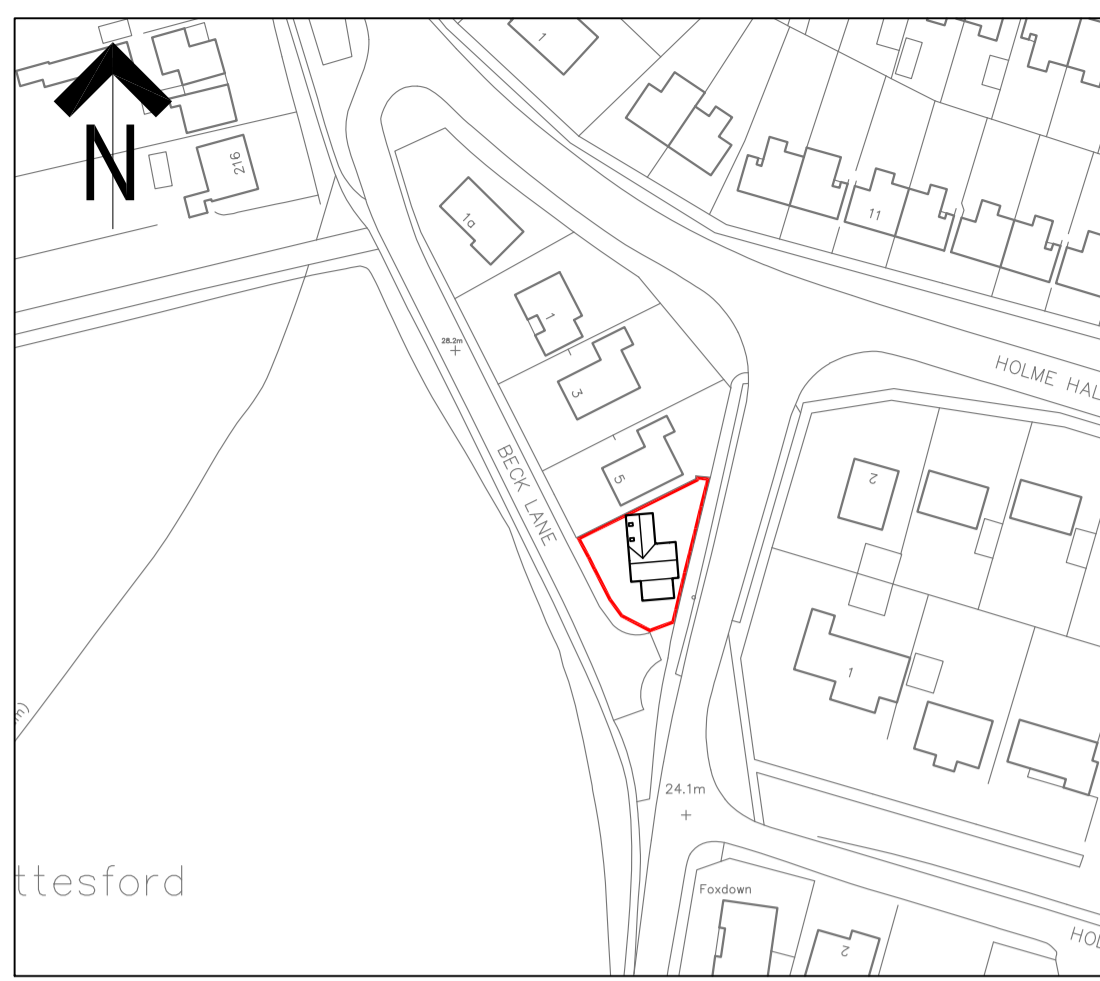 N
216
1
1a
11
1
28.2m
3
HOLME HAL
5
2
BECK LANE
1
m)
24.1m
ttesford
Foxdown
2
HOL